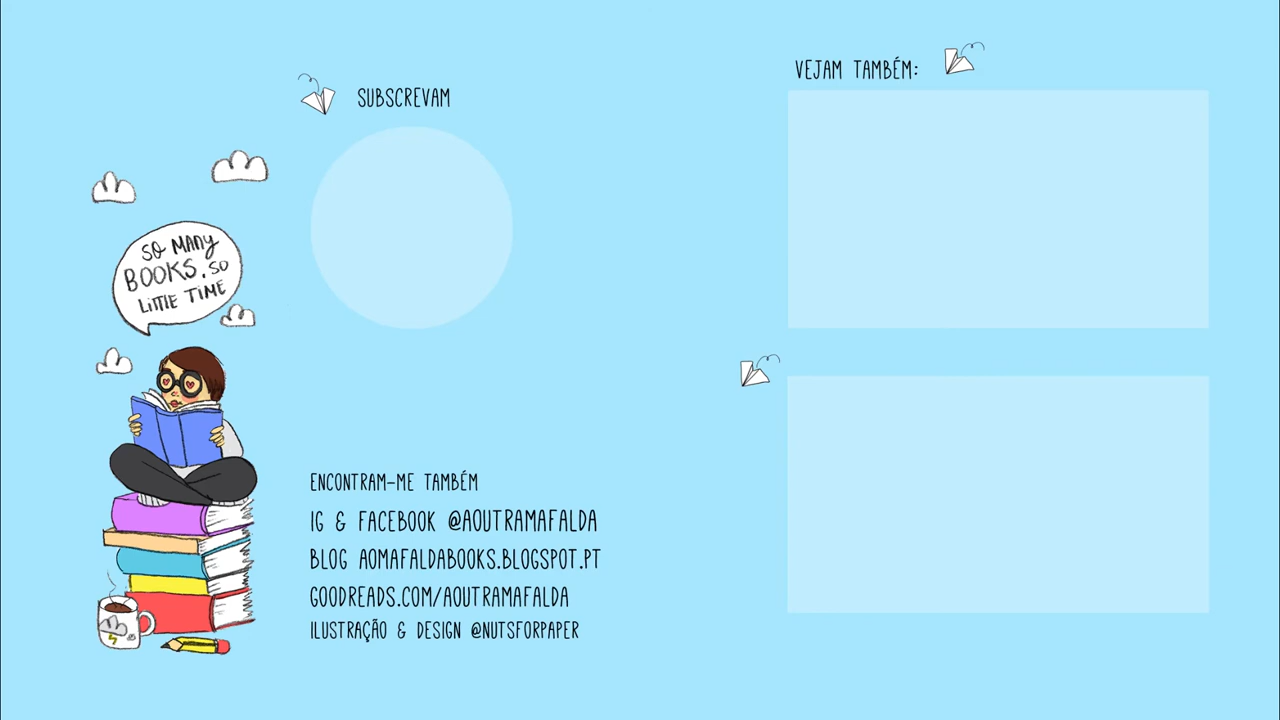 SUBSCREVAM
VEJAM TAMBÉM:
SO MANY
BOOKS, SO
LITTLE TIME
ENCONTRAM-ME TAMBÉM
IG & FACEBOOK @AOUTRAMAFALDA
BLOG AOMAFALDABOOKS.BLOGSPOT.PT
GOODREADS.COM/AOUTRAMAFALDA
ILUSTRAÇÃO & DESIGN @NUTSFORPAPER